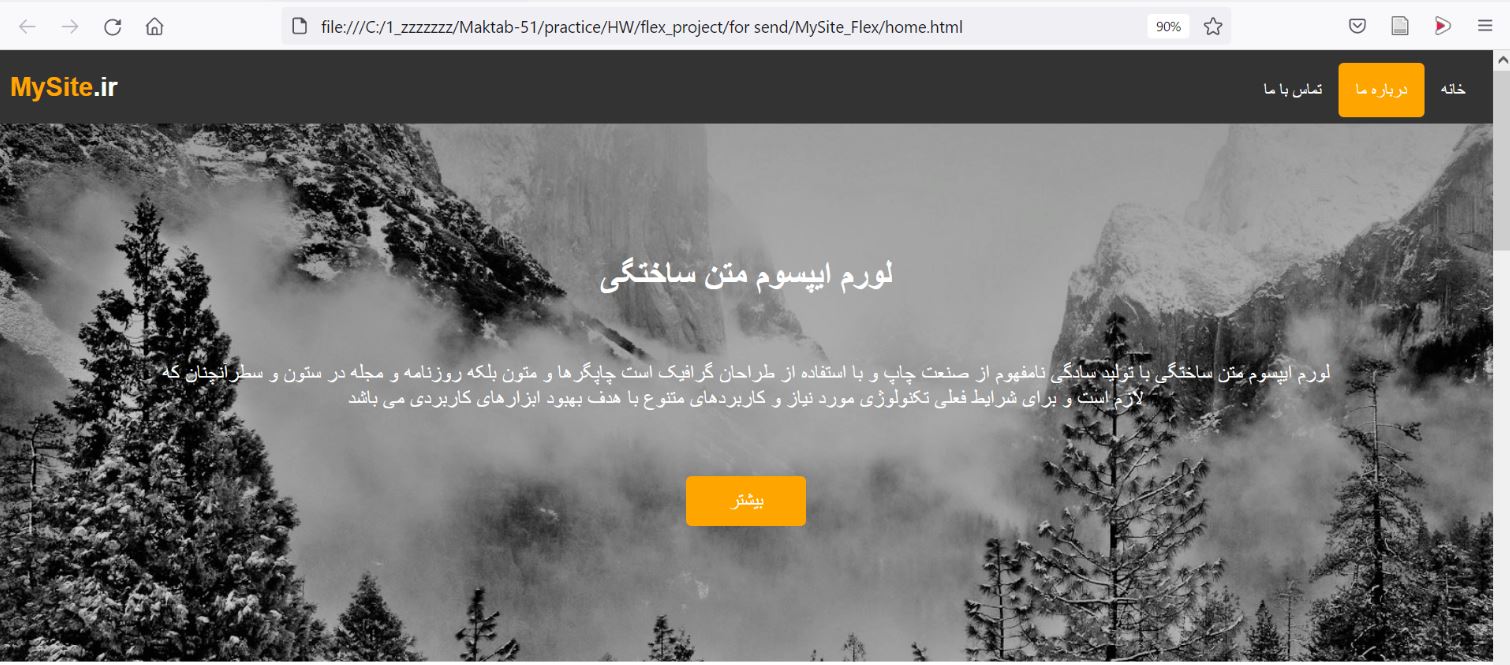 file:///C:/1_zzzzzzz/Maktab-51/practice/HW/flex_project/for send/MySite_Flex/home.html
90%
MySite.ir
خانه
درباره ما
تماس با ما
لورم ایپسوم متن ساختگی
لورم ایپسوم متن ساختگی با تولید سادگی نامفهوم از صنعت چاپ و با استفاده از طراحان گرافیک است چاپگرها و متون بلکه روزنامه و مجله در ستون و سطرآنچنان که
لازم است و برای شرایط فعلی تکنولوژی مورد نیاز و کاربردهای متنوع با هدف بهبود ابزارهای کاربردی می باشد
بیشتر